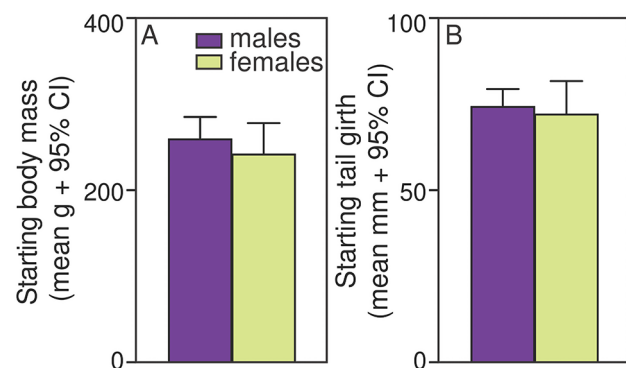 A
males
females
400
200
0
Starting body mass
(mean g + 95% CI)
B
100
50
0
Starting tail girth
(mean mm + 95% CI)